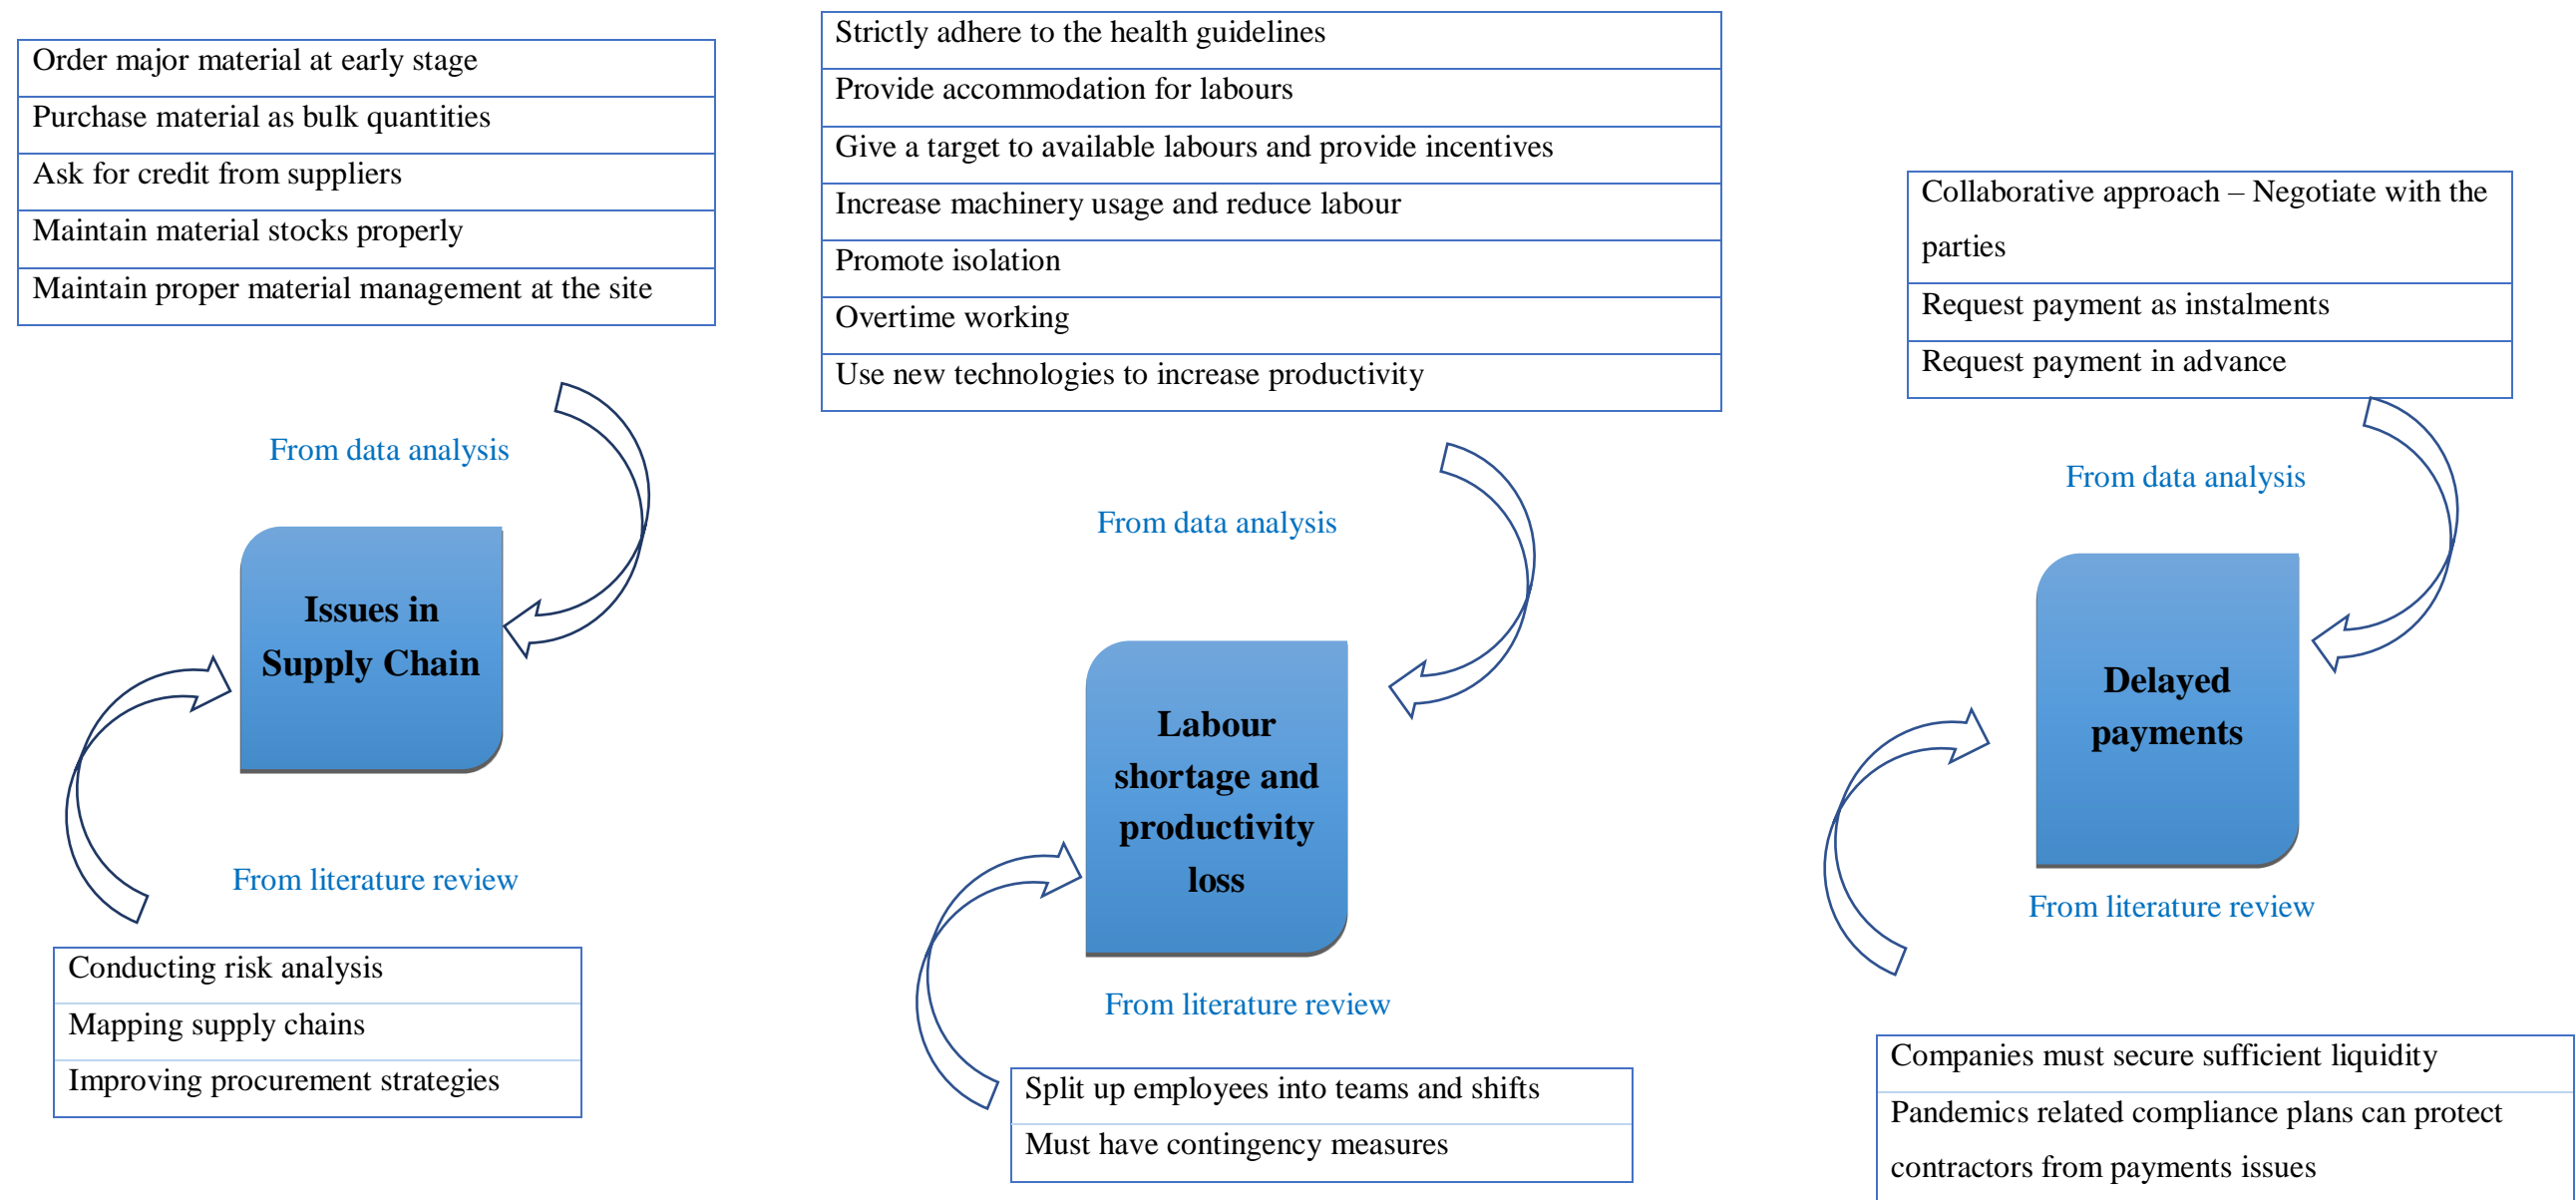 Order major material at early stage
Purchase material as bulk quantities
Ask for credit from suppliers
Maintain material stocks properly
Maintain proper material management at the site
From data analysis
Issues in
Supply Chain
From literature review
Conducting risk analysis
Mapping supply chains
Improving procurement strategies
Strictly adhere to the health guidelines
Provide accommodation for labours
Give a target to available labours and provide incentives
Increase machinery usage and reduce labour
Promote isolation
Overtime working
Use new technologies to increase productivity
From data analysis
Labour
shortage and
productivity
loss
From literature review
Split up employees into teams and shifts
Must have contingency measures
Collaborative approach – Negotiate with the
parties
Request payment as instalments
Request payment in advance
From data analysis
Delayed
payments
From literature review
Companies must secure sufficient liquidity
Pandemics related compliance plans can protect
contractors from payments issues